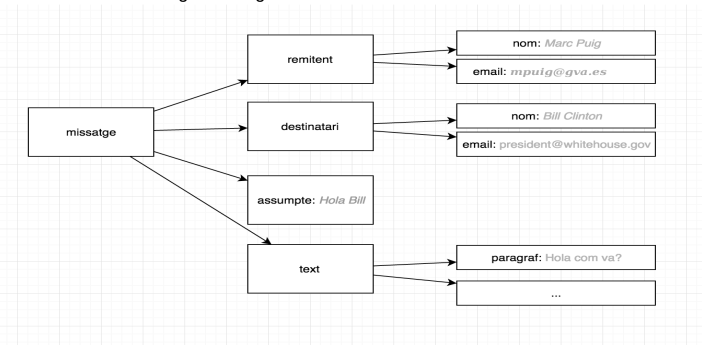 remitent
nom: Marc Puig
email: mpuig@gva.es
missatge
destinatari
nom: Bill Clinton
email: president@whitehouse.gov
assumpte: Hola Bill
text
paragraf: Hola com va?
...